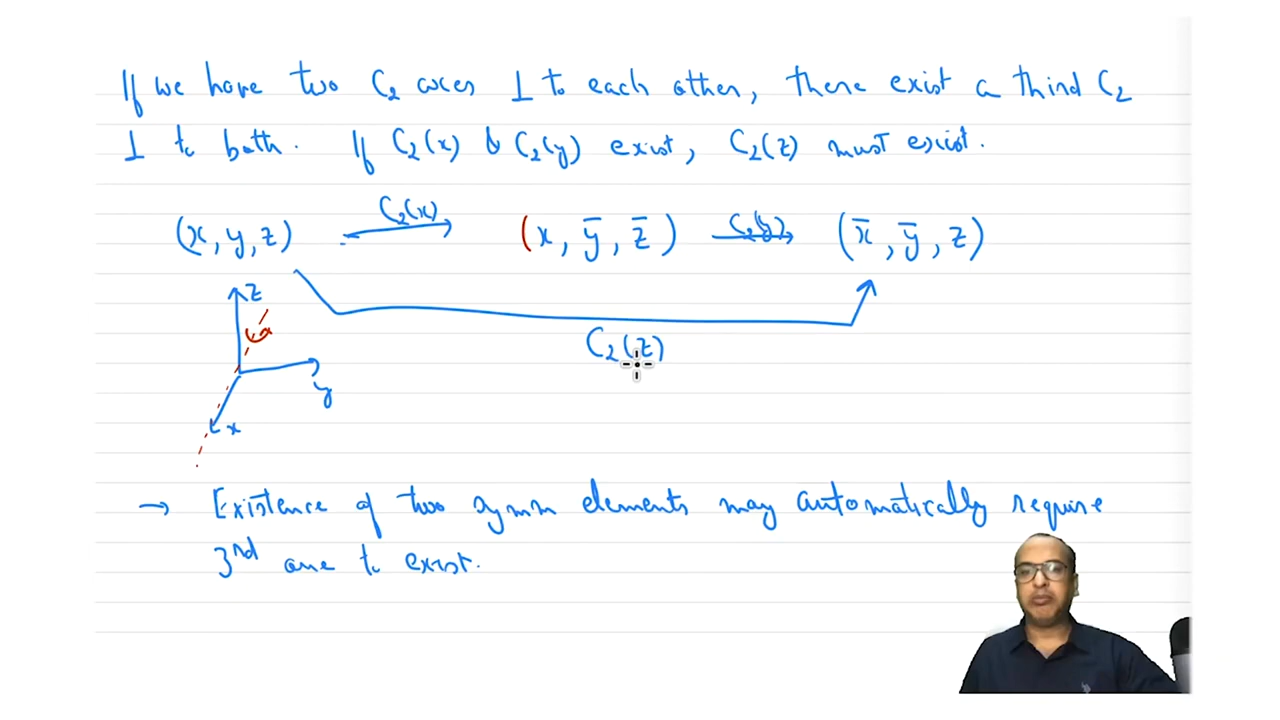 If we have two C₂ axes ⊥ to each other, there exist a third C₂
⊥ to both. If C₂(x) & C₂(y) exist, C₂(z) must exist.
C₂(x) C₂(y)
(x, y, z) (x, ȳ, z̄) (x̄, ȳ, z)
z
α
C₂(z)
y
x
→ Existence of two symm elements may automatically require
3rd one to exist.